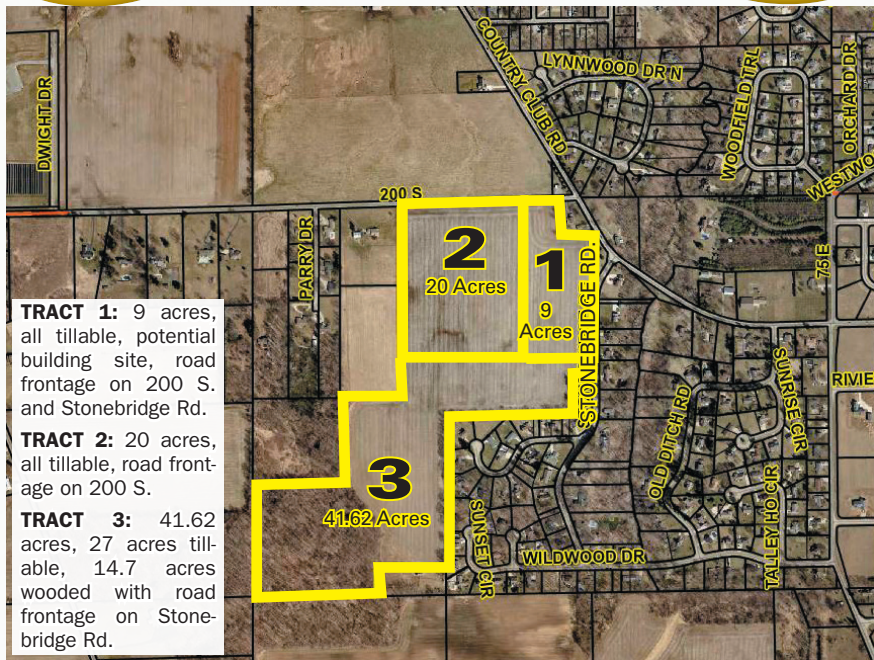 LYNNWOOD DR N
COUNTRY CLUB RD
WOODFIELD TRL
ORCHARD DR
DWIGHT DR
WESTWO
200 S
PARRY DR
2
20 Acres
1
9
Acres
STONEBRIDGE RD.
75 E
TRACT 1: 9 acres,
all tillable, potential
building site, road
frontage on 200 S.
and Stonebridge Rd.
TRACT 2: 20 acres,
all tillable, road front-
age on 200 S.
TRACT 3: 41.62
acres, 27 acres till-
able, 14.7 acres
wooded with road
frontage on Stone-
bridge Rd.
3
41.62 Acres
SUNRISE CIR
RIVIE
OLD DITCH RD
SUNSET CIR
WILDWOOD DR
TALLEY HO CIR